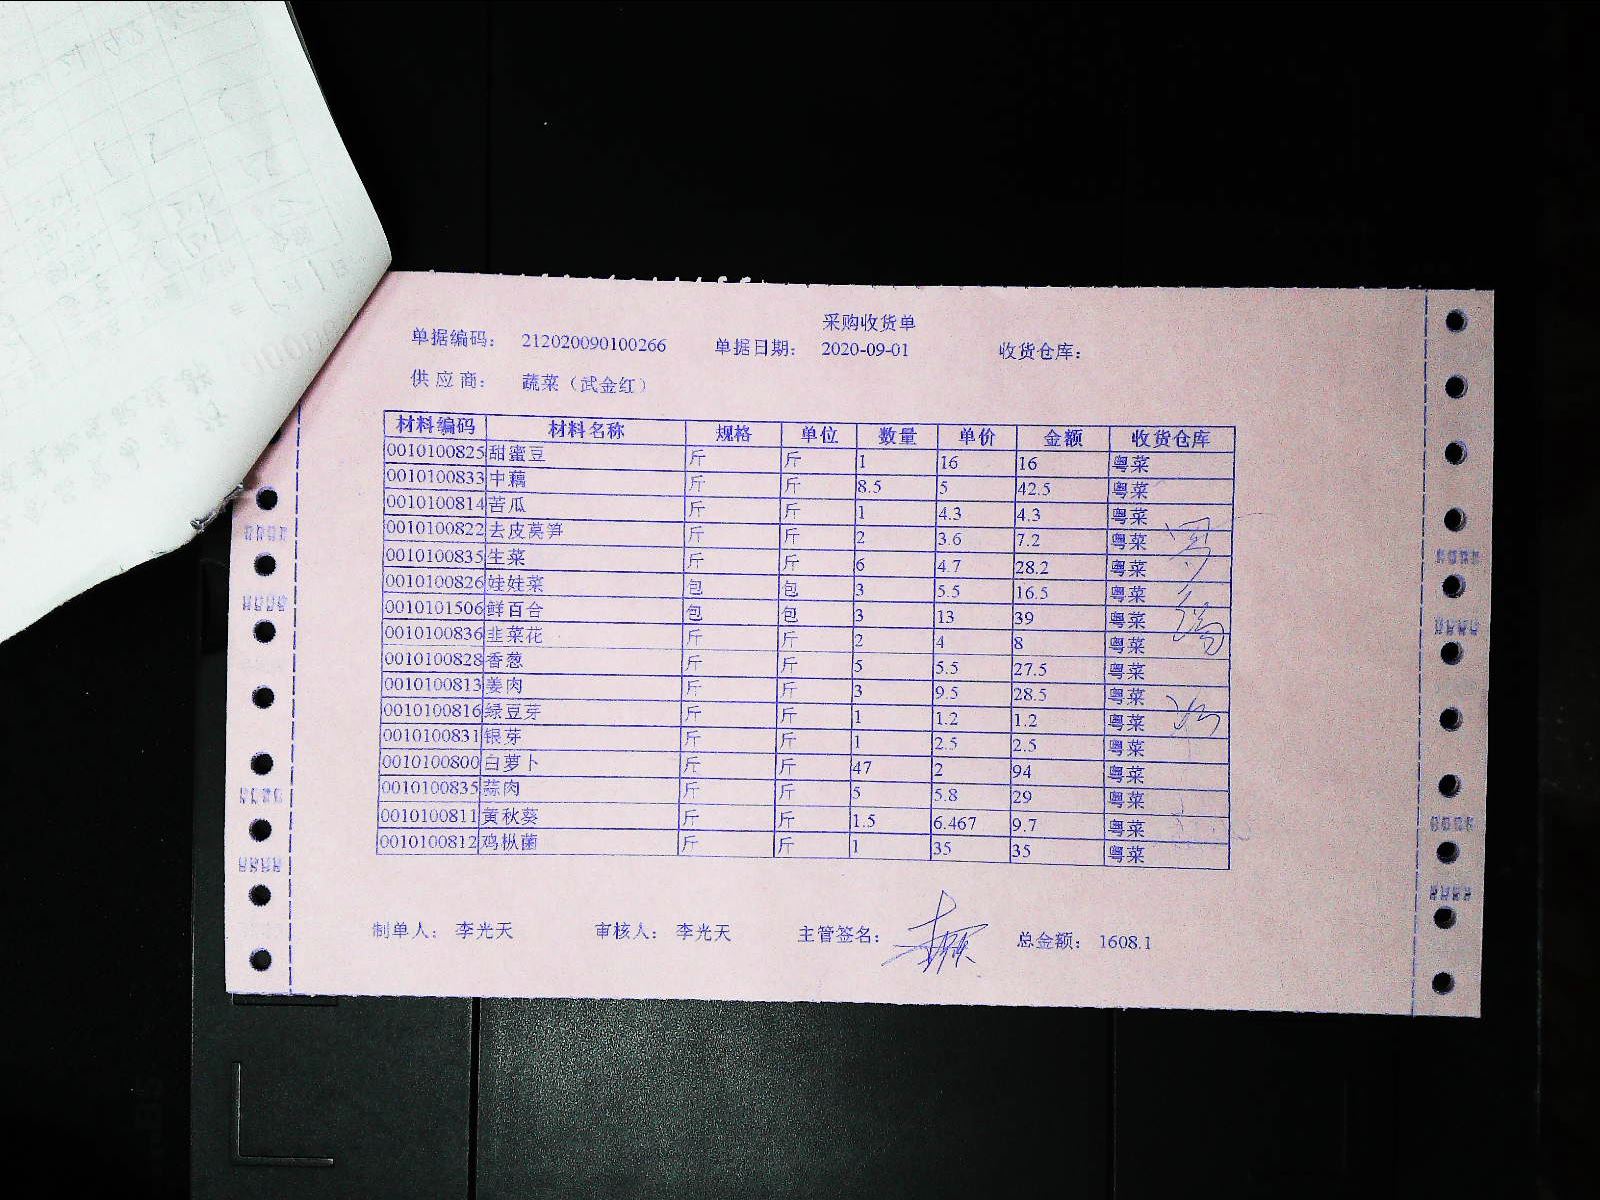 采购收货单
单据编码： 212020090100266 单据日期： 2020-09-01 收货仓库：
供应商： 蔬菜（武金红）
材料编码 材料名称 规格 单位 数量 单价 金额 收货仓库
0010100825 甜蜜豆 斤 斤 1 16 16 粤菜
0010100833 中藕 斤 斤 8.5 5 42.5 粤菜
0010100814 苦瓜 斤 斤 1 4.3 4.3 粤菜
0010100822 去皮莴笋 斤 斤 2 3.6 7.2 粤菜
0010100835 生菜 斤 斤 6 4.7 28.2 粤菜
0010100826 娃娃菜 包 包 3 5.5 16.5 粤菜
0010101506 鲜百合 包 包 3 13 39 粤菜
0010100836 韭菜花 斤 斤 2 4 8 粤菜
0010100828 香葱 斤 斤 5 5.5 27.5 粤菜
0010100813 姜肉 斤 斤 3 9.5 28.5 粤菜
0010100816 绿豆芽 斤 斤 1 1.2 1.2 粤菜
0010100831 银芽 斤 斤 1 2.5 2.5 粤菜
0010100800 白萝卜 斤 斤 47 2 94 粤菜
0010100835 蒜肉 斤 斤 5 5.8 29 粤菜
0010100811 黄秋葵 斤 斤 1.5 6.467 9.7 粤菜
0010100812 鸡枞菌 斤 斤 1 35 35 粤菜
制单人： 李光天 审核人： 李光天 主管签名： 总金额： 1608.1